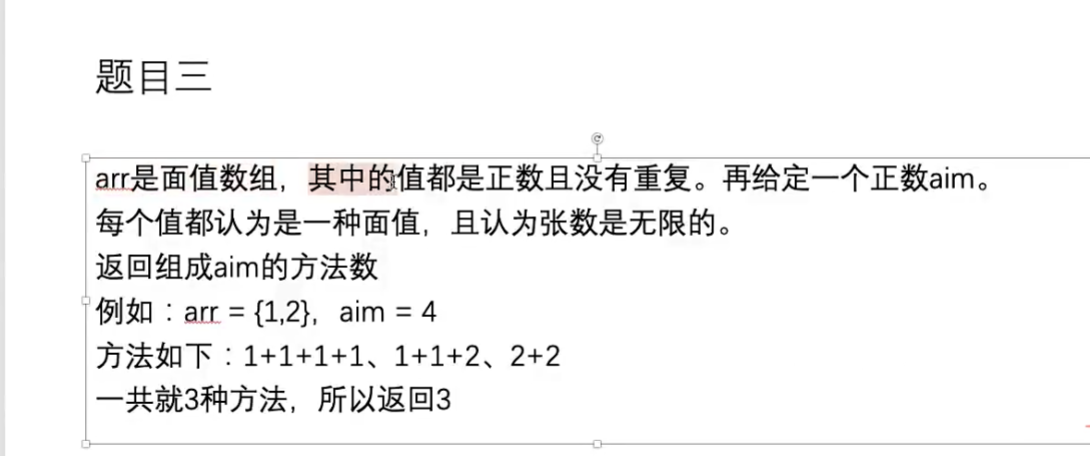 题目三
arr是面值数组，其中的值都是正数且没有重复。再给定一个正数aim。
每个值都认为是一种面值，且认为张数是无限的。
返回组成aim的方法数
例如：arr = {1,2}，aim = 4
方法如下：1+1+1+1、1+1+2、2+2
一共就3种方法，所以返回3